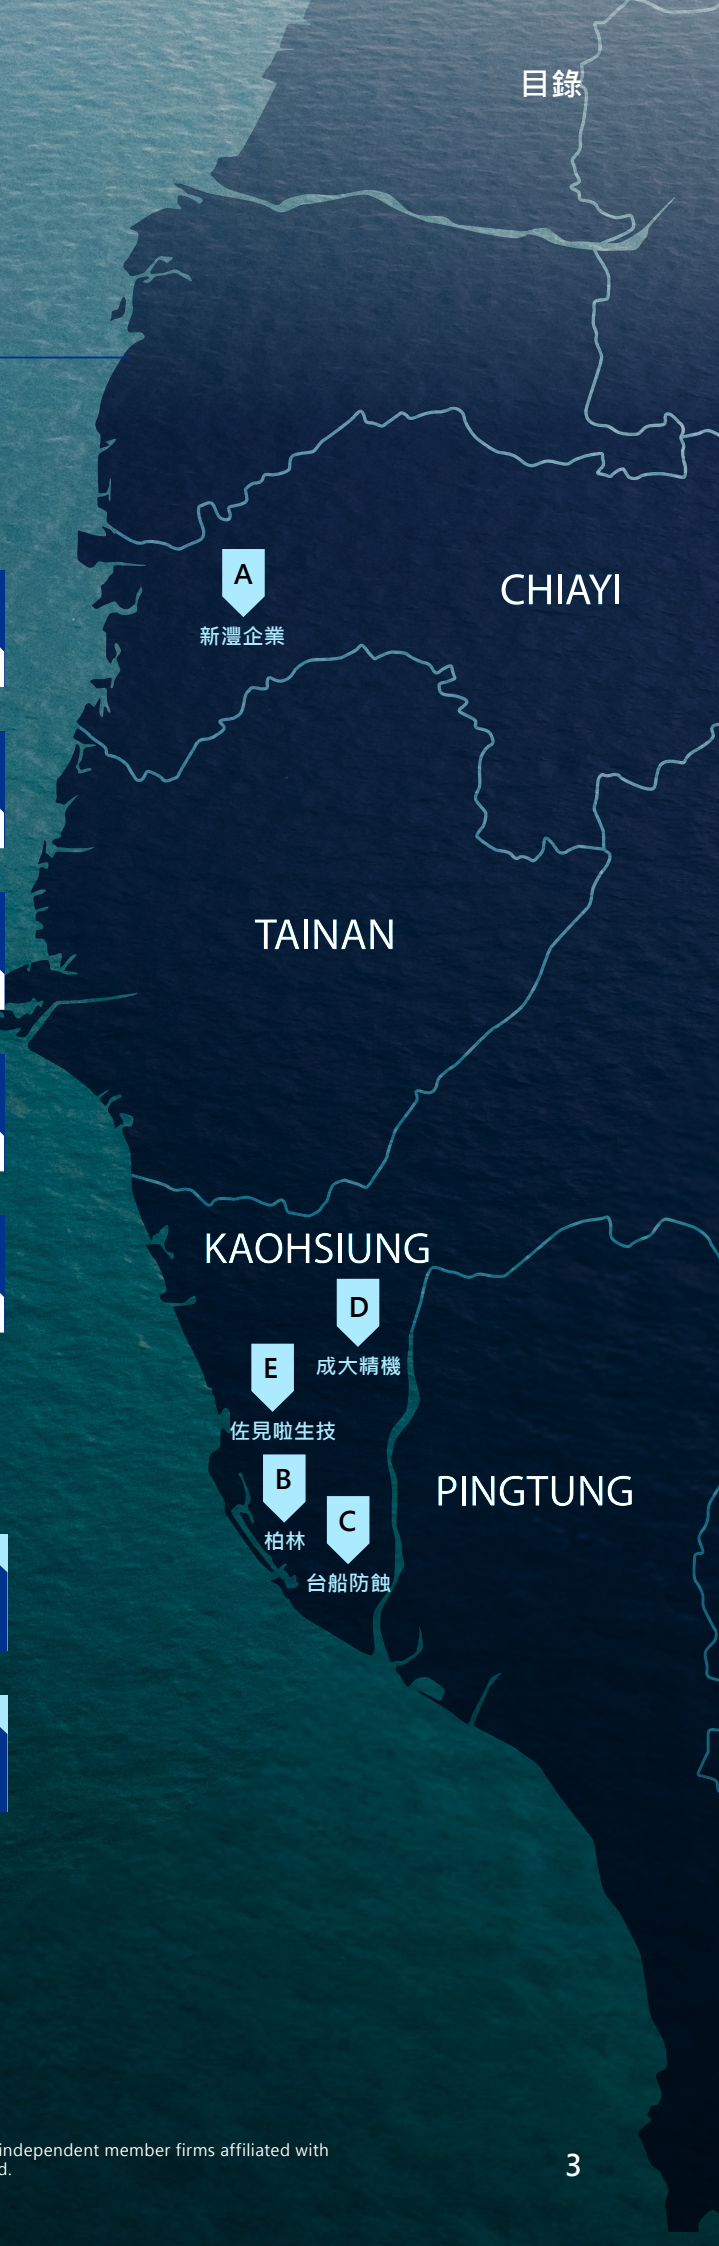 目錄
A
新灃企業
CHIAYI
TAINAN
KAOHSIUNG
D
成大精機
E
佐見啦生技
B
柏林
C
台船防蝕
PINGTUNG
independent member firms affiliated with
d.
3